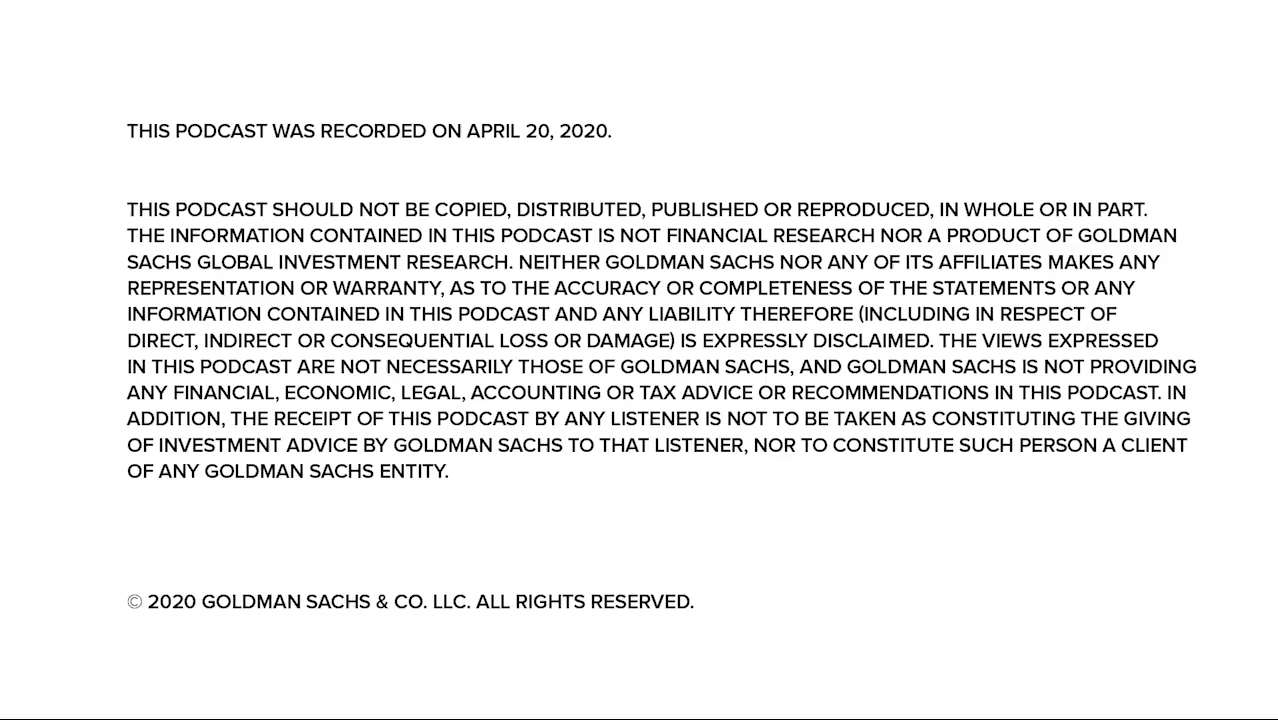 THIS PODCAST WAS RECORDED ON APRIL 20, 2020.
THIS PODCAST SHOULD NOT BE COPIED, DISTRIBUTED, PUBLISHED OR REPRODUCED, IN WHOLE OR IN PART.
THE INFORMATION CONTAINED IN THIS PODCAST IS NOT FINANCIAL RESEARCH NOR A PRODUCT OF GOLDMAN
SACHS GLOBAL INVESTMENT RESEARCH. NEITHER GOLDMAN SACHS NOR ANY OF ITS AFFILIATES MAKES ANY
REPRESENTATION OR WARRANTY, AS TO THE ACCURACY OR COMPLETENESS OF THE STATEMENTS OR ANY
INFORMATION CONTAINED IN THIS PODCAST AND ANY LIABILITY THEREFORE (INCLUDING IN RESPECT OF
DIRECT, INDIRECT OR CONSEQUENTIAL LOSS OR DAMAGE) IS EXPRESSLY DISCLAIMED. THE VIEWS EXPRESSED
IN THIS PODCAST ARE NOT NECESSARILY THOSE OF GOLDMAN SACHS, AND GOLDMAN SACHS IS NOT PROVIDING
ANY FINANCIAL, ECONOMIC, LEGAL, ACCOUNTING OR TAX ADVICE OR RECOMMENDATIONS IN THIS PODCAST. IN
ADDITION, THE RECEIPT OF THIS PODCAST BY ANY LISTENER IS NOT TO BE TAKEN AS CONSTITUTING THE GIVING
OF INVESTMENT ADVICE BY GOLDMAN SACHS TO THAT LISTENER, NOR TO CONSTITUTE SUCH PERSON A CLIENT
OF ANY GOLDMAN SACHS ENTITY.
© 2020 GOLDMAN SACHS & CO. LLC. ALL RIGHTS RESERVED.